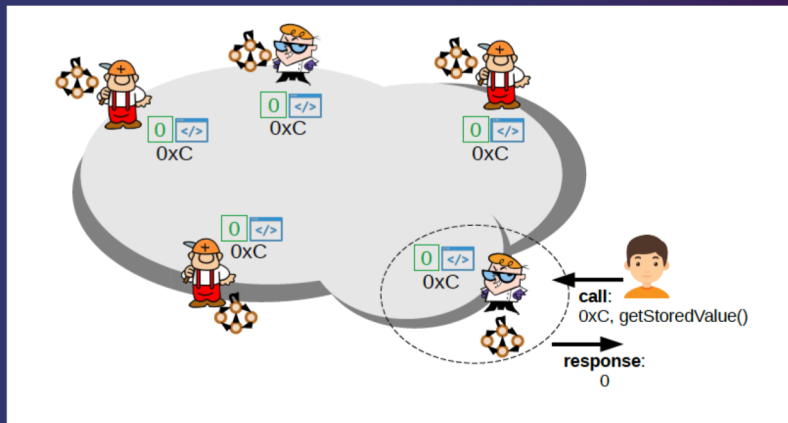 0 </>
0xC
0 </>
0xC
0 </>
0xC
0 </>
0xC
0 </>
0xC
call:
0xC, getStoredValue()
response:
0